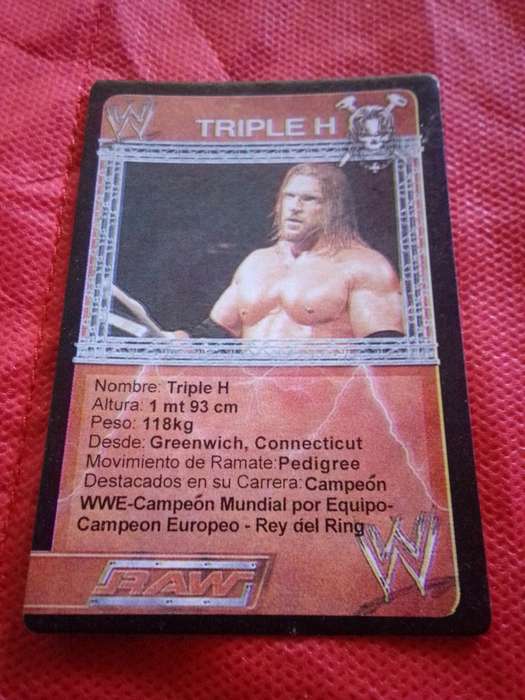 W
TRIPLE H
Nombre: Triple H
Altura: 1 mt 93 cm
Peso: 118kg
Desde: Greenwich, Connecticut
Movimiento de Ramate:Pedigree
Destacados en su Carrera:Campeón
WWE-Campeón Mundial por Equipo-
Campeon Europeo - Rey del Ring
RAW
W